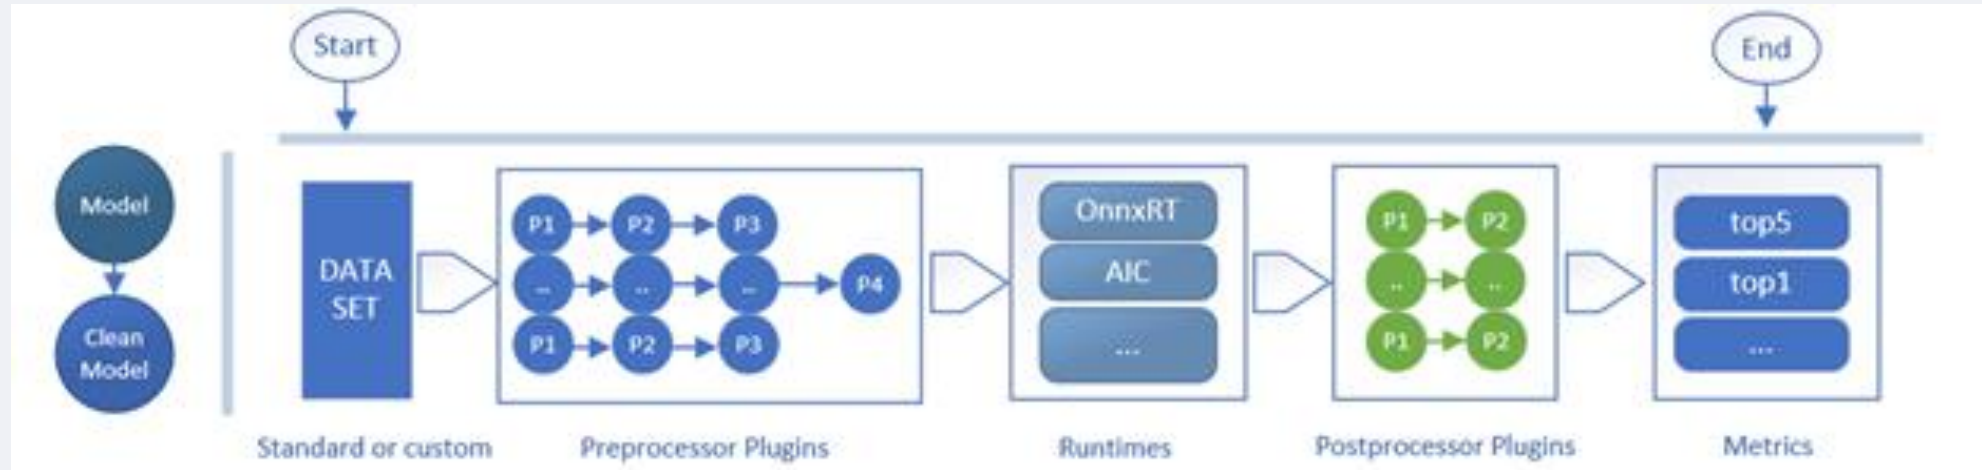 Start
End
Model
Clean
Model
DATA
SET
P1
P2
P3
..
..
..
P4
P1
P2
P3
OnnxRT
AIC
...
P1
P2
..
..
P1
P2
top5
top1
...
Standard or custom
Preprocessor Plugins
Runtimes
Postprocessor Plugins
Metrics